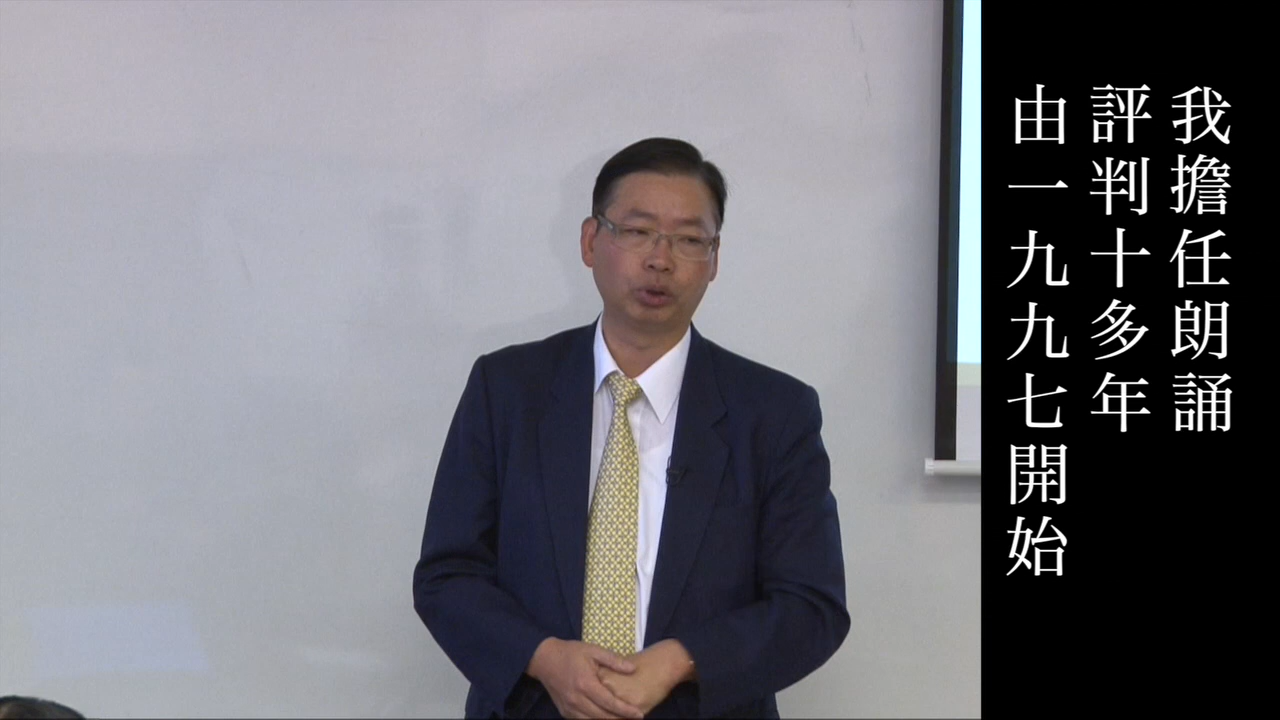 我擔任朗誦
評判十多年
由一九九七開始